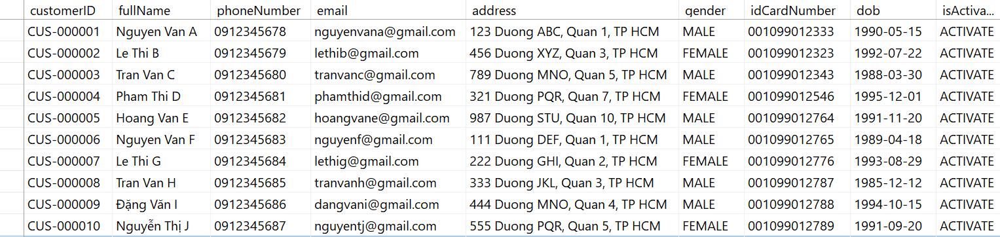 customerID fullName phoneNumber email address gender idCardNumber dob isActiva...
CUS-000001 Nguyen Van A 0912345678 nguyenvana@gmail.com 123 Duong ABC, Quan 1, TP HCM MALE 001099012333 1990-05-15 ACTIVATE
CUS-000002 Le Thi B 0912345679 lethib@gmail.com 456 Duong XYZ, Quan 3, TP HCM FEMALE 001099012323 1992-07-22 ACTIVATE
CUS-000003 Tran Van C 0912345680 tranvanc@gmail.com 789 Duong MNO, Quan 5, TP HCM MALE 001099012343 1988-03-30 ACTIVATE
CUS-000004 Pham Thi D 0912345681 phamthid@gmail.com 321 Duong PQR, Quan 7, TP HCM FEMALE 001099012546 1995-12-01 ACTIVATE
CUS-000005 Hoang Van E 0912345682 hoangvane@gmail.com 987 Duong STU, Quan 10, TP HCM MALE 001099012764 1991-11-20 ACTIVATE
CUS-000006 Nguyen Van F 0912345683 nguyenf@gmail.com 111 Duong DEF, Quan 1, TP HCM MALE 001099012765 1989-04-18 ACTIVATE
CUS-000007 Le Thi G 0912345684 lethig@gmail.com 222 Duong GHI, Quan 2, TP HCM FEMALE 001099012776 1993-08-29 ACTIVATE
CUS-000008 Tran Van H 0912345685 tranvanh@gmail.com 333 Duong JKL, Quan 3, TP HCM MALE 001099012787 1985-12-12 ACTIVATE
CUS-000009 Đặng Văn I 0912345686 dangvani@gmail.com 444 Duong MNO, Quan 4, TP HCM MALE 001099012788 1994-10-15 ACTIVATE
CUS-000010 Nguyễn Thị J 0912345687 nguyentj@gmail.com 555 Duong PQR, Quan 5, TP HCM FEMALE 001099012789 1991-09-20 ACTIVATE